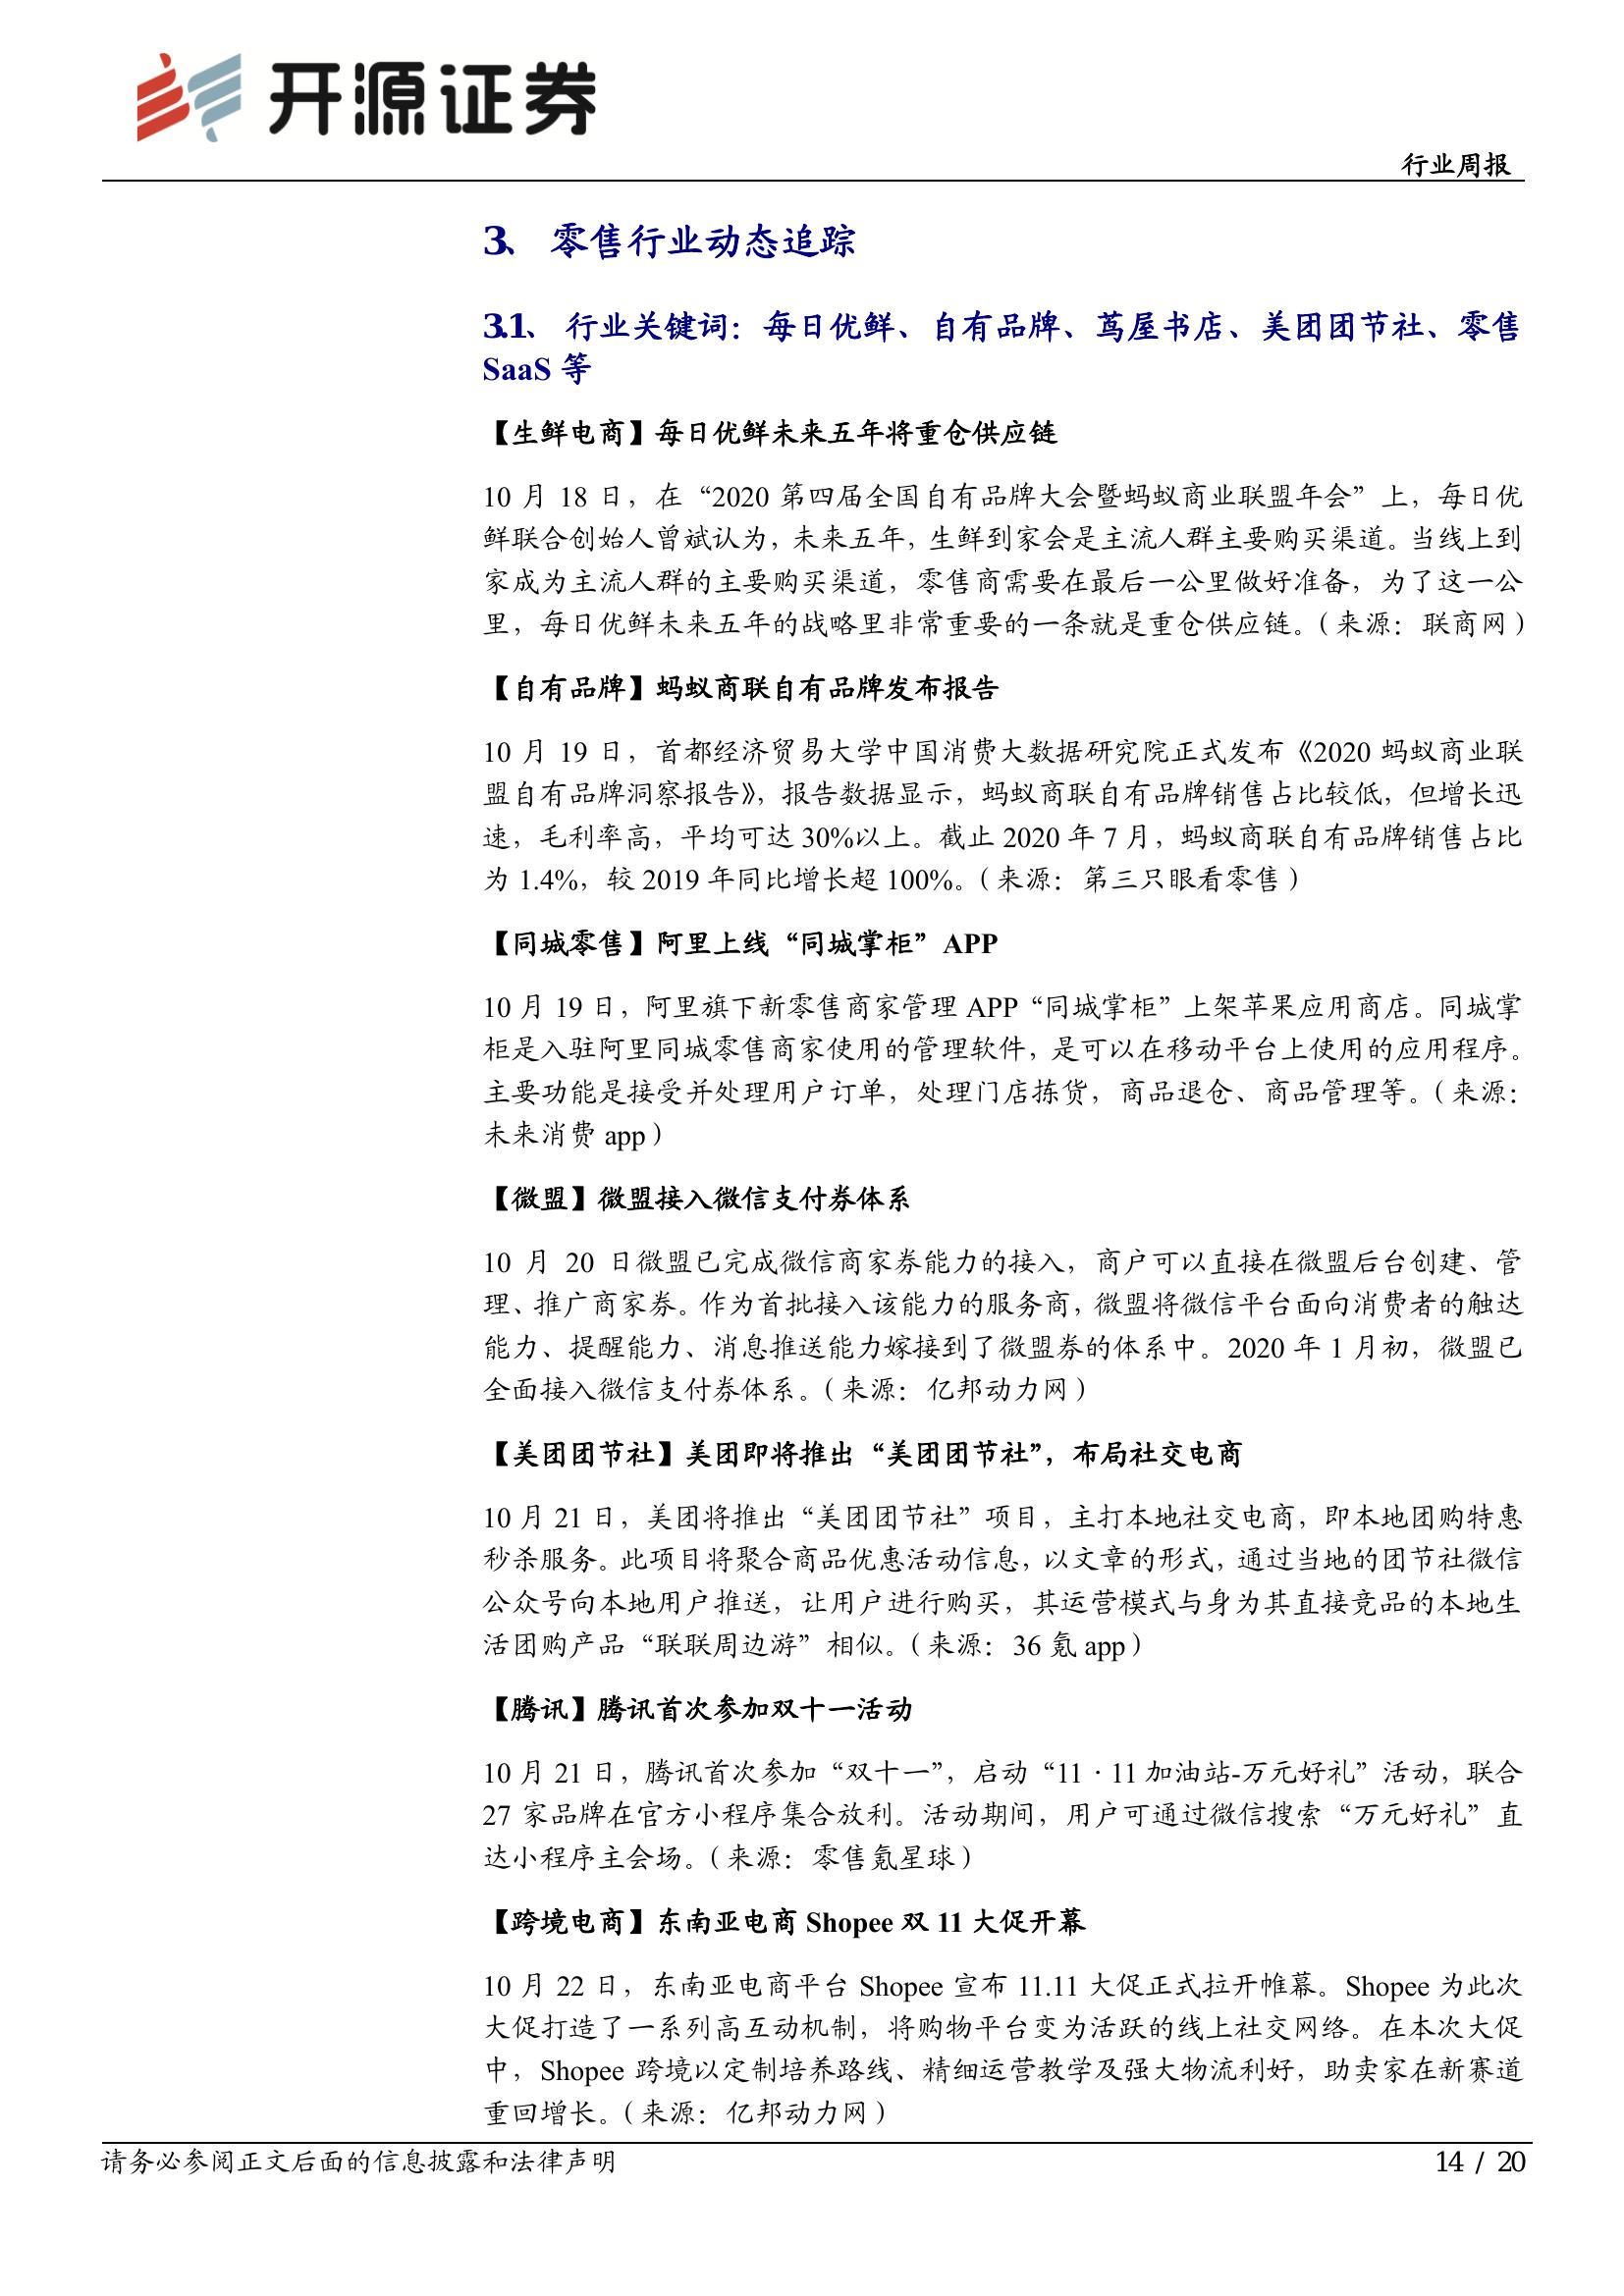 开源证券
行业周报
3、 零售行业动态追踪
3.1、 行业关键词：每日优鲜、自有品牌、茑屋书店、美团团节社、零售
SaaS 等
【生鲜电商】每日优鲜未来五年将重仓供应链
10 月 18 日，在“2020 第四届全国自有品牌大会暨蚂蚁商业联盟年会”上，每日优
鲜联合创始人曾斌认为，未来五年，生鲜到家会是主流人群主要购买渠道。当线上到
家成为主流人群的主要购买渠道，零售商需要在最后一公里做好准备，为了这一公
里，每日优鲜未来五年的战略里非常重要的一条就是重仓供应链。（来源：联商网）
【自有品牌】蚂蚁商联自有品牌发布报告
10 月 19 日，首都经济贸易大学中国消费大数据研究院正式发布《2020 蚂蚁商业联
盟自有品牌洞察报告》，报告数据显示，蚂蚁商联自有品牌销售占比较低，但增长迅
速，毛利率高，平均可达 30%以上。截止 2020 年 7 月，蚂蚁商联自有品牌销售占比
为 1.4%，较 2019 年同比增长超 100%。（来源：第三只眼看零售）
【同城零售】阿里上线“同城掌柜”APP
10 月 19 日，阿里旗下新零售商家管理 APP“同城掌柜”上架苹果应用商店。同城掌
柜是入驻阿里同城零售商家使用的管理软件，是可以在移动平台上使用的应用程序。
主要功能是接受并处理用户订单，处理门店拣货，商品退仓、商品管理等。（来源：
未来消费 app）
【微盟】微盟接入微信支付券体系
10 月 20 日微盟已完成微信商家券能力的接入，商户可以直接在微盟后台创建、管
理、推广商家券。作为首批接入该能力的服务商，微盟将微信平台面向消费者的触达
能力、提醒能力、消息推送能力嫁接到了微盟券的体系中。2020 年 1 月初，微盟已
全面接入微信支付券体系。（来源：亿邦动力网）
【美团团节社】美团即将推出“美团团节社”，布局社交电商
10 月 21 日，美团将推出“美团团节社”项目，主打本地社交电商，即本地团购特惠
秒杀服务。此项目将聚合商品优惠活动信息，以文章的形式，通过当地的团节社微信
公众号向本地用户推送，让用户进行购买，其运营模式与身为其直接竞品的本地生
活团购产品“联联周边游”相似。（来源：36 氪 app）
【腾讯】腾讯首次参加双十一活动
10 月 21 日，腾讯首次参加“双十一”，启动“11·11 加油站-万元好礼”活动，联合
27 家品牌在官方小程序集合放利。活动期间，用户可通过微信搜索“万元好礼”直
达小程序主会场。（来源：零售氪星球）
【跨境电商】东南亚电商 Shopee 双 11 大促开幕
10 月 22 日，东南亚电商平台 Shopee 宣布 11.11 大促正式拉开帷幕。Shopee 为此次
大促打造了一系列高互动机制，将购物平台变为活跃的线上社交网络。在本次大促
中，Shopee 跨境以定制培养路线、精细运营教学及强大物流利好，助卖家在新赛道
重回增长。（来源：亿邦动力网）
请务必参阅正文后面的信息披露和法律声明
14 / 20